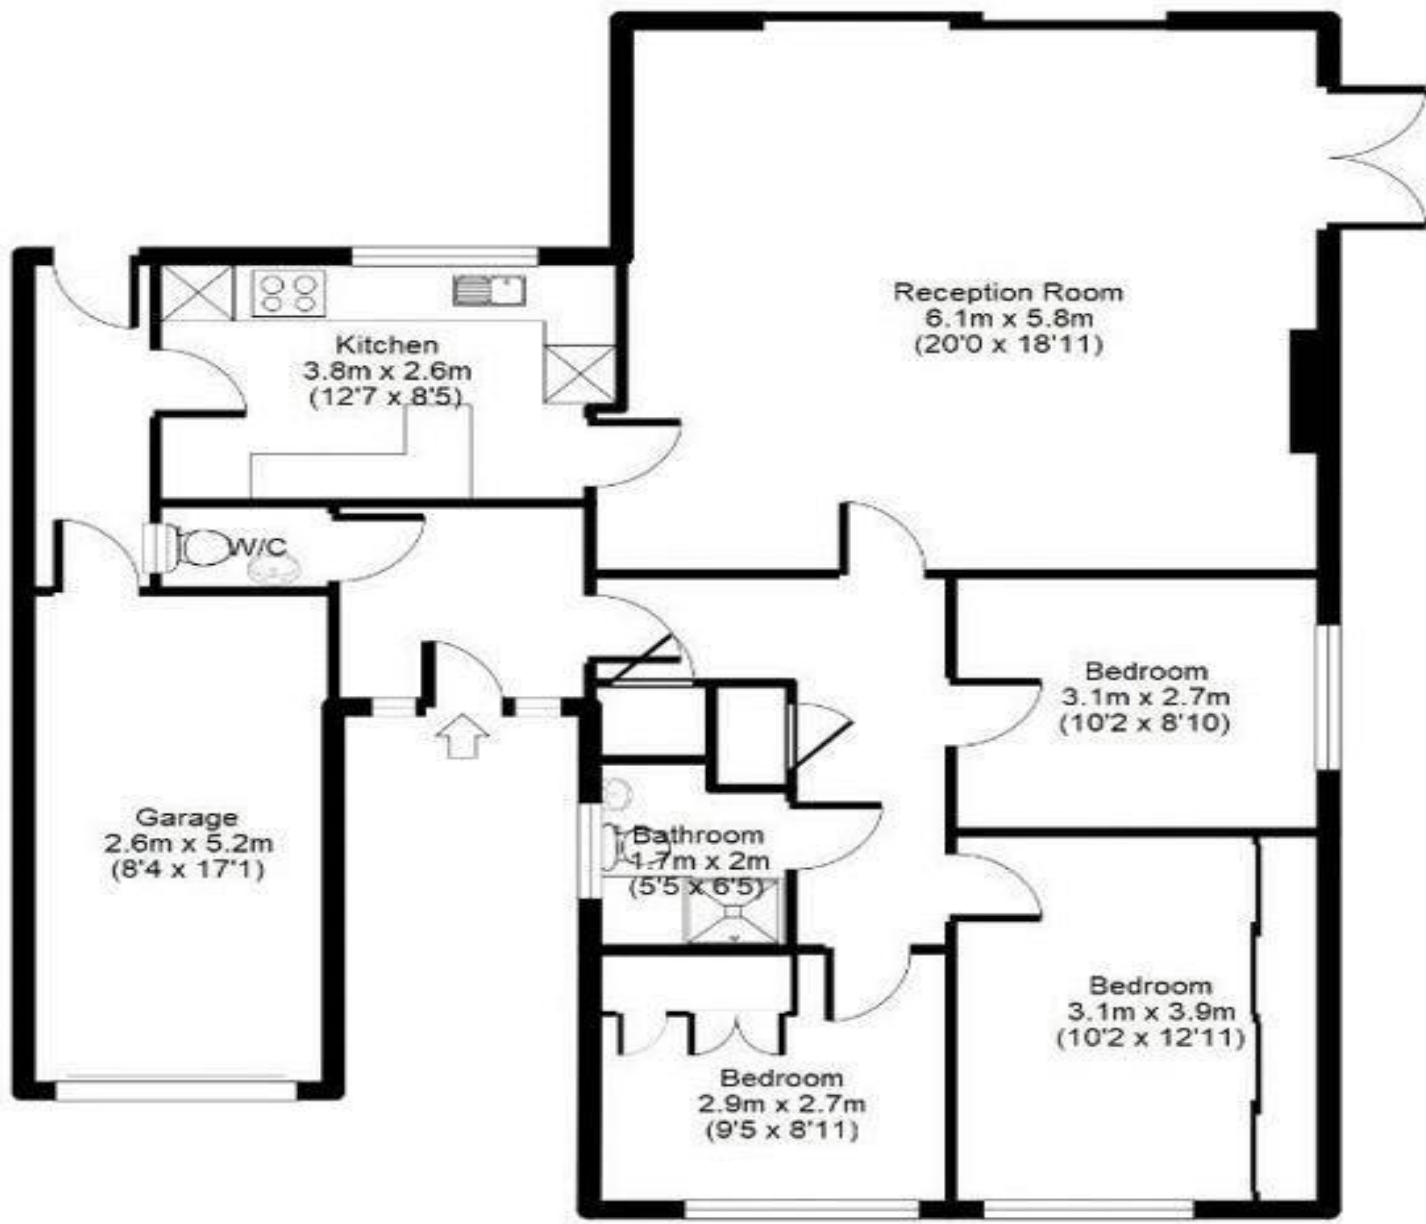 Reception Room
6.1m x 5.8m
(20'0 x 18'11)
Kitchen
3.8m x 2.6m
(12'7 x 8'5)
W/C
Bedroom
3.1m x 2.7m
(10'2 x 8'10)
Garage
2.6m x 5.2m
(8'4 x 17'1)
Bathroom
1.7m x 2m
(5'5 x 6'5)
Bedroom
3.1m x 3.9m
(10'2 x 12'11)
Bedroom
2.9m x 2.7m
(9'5 x 8'11)